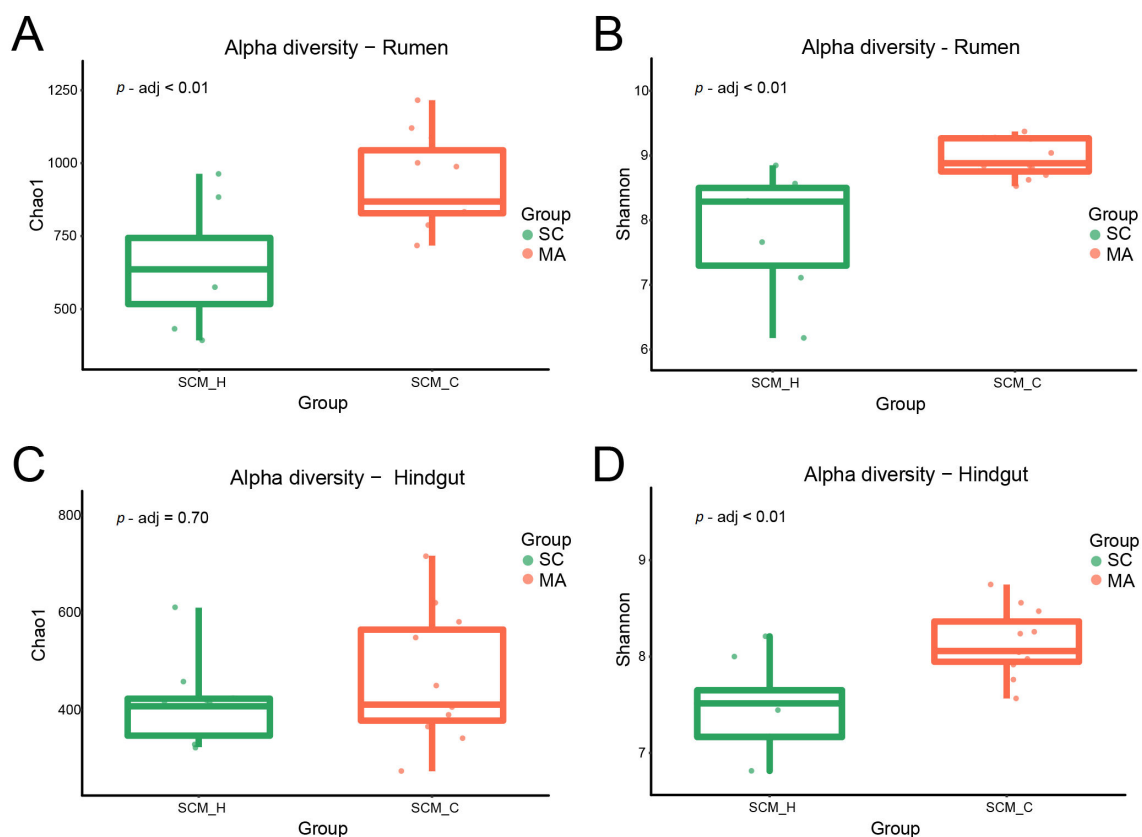 A
Alpha diversity – Rumen
p - adj < 0.01
1250
1000
750
500
Chao1
SCM_H
SCM_C
Group
Group
SC
MA
B
Alpha diversity - Rumen
p - adj < 0.01
10
9
8
7
6
Shannon
SCM_H
SCM_C
Group
Group
SC
MA
C
Alpha diversity – Hindgut
p - adj = 0.70
800
600
400
Chao1
SCM_H
SCM_C
Group
Group
SC
MA
D
Alpha diversity – Hindgut
p - adj < 0.01
9
8
7
Shannon
SCM_H
SCM_C
Group
Group
SC
MA